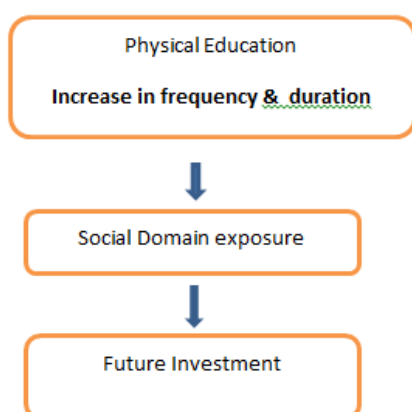 Physical Education
Increase in frequency & duration
Social Domain exposure
Future Investment